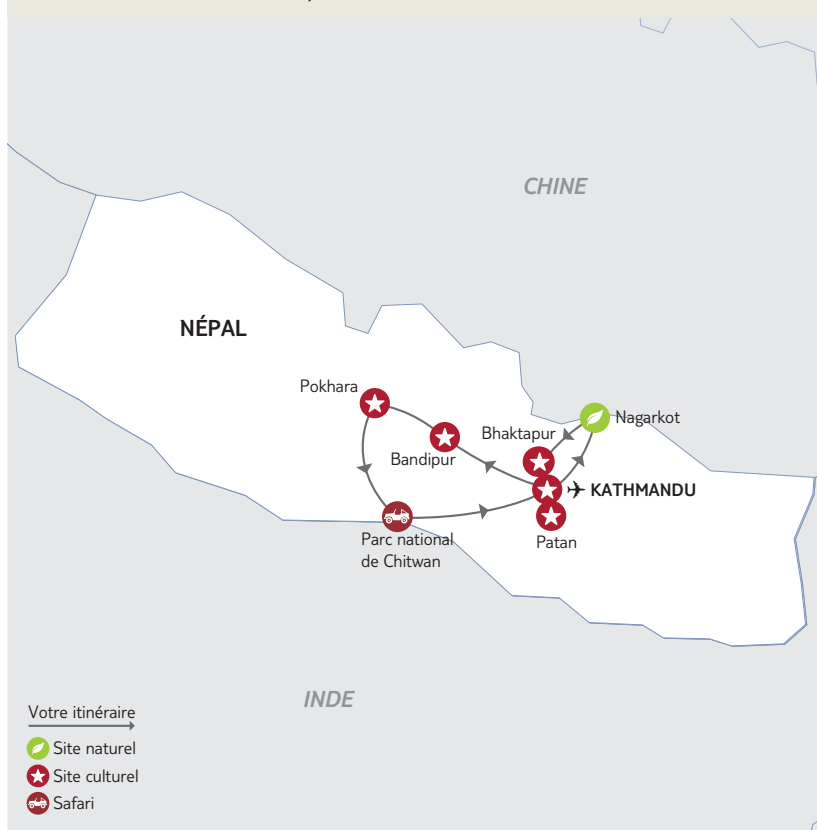 CHINE
NÉPAL
Pokhara
Bandipur
Bhaktapur
Nagarkot
KATHMANDU
Patan
Parc national
de Chitwan
INDE
Votre itinéraire
Site naturel
Site culturel
Safari